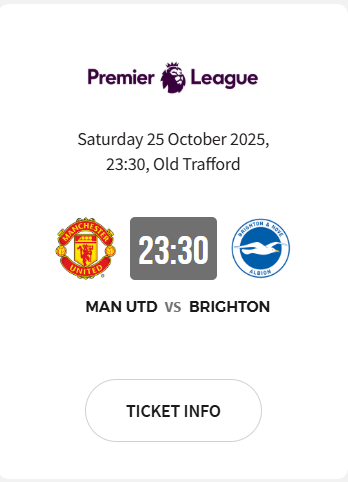 Premier League
Saturday 25 October 2025,
23:30, Old Trafford
MANCHESTER
UNITED
23:30
BRIGHTON & HOVE
ALBION
MAN UTD VS BRIGHTON
TICKET INFO